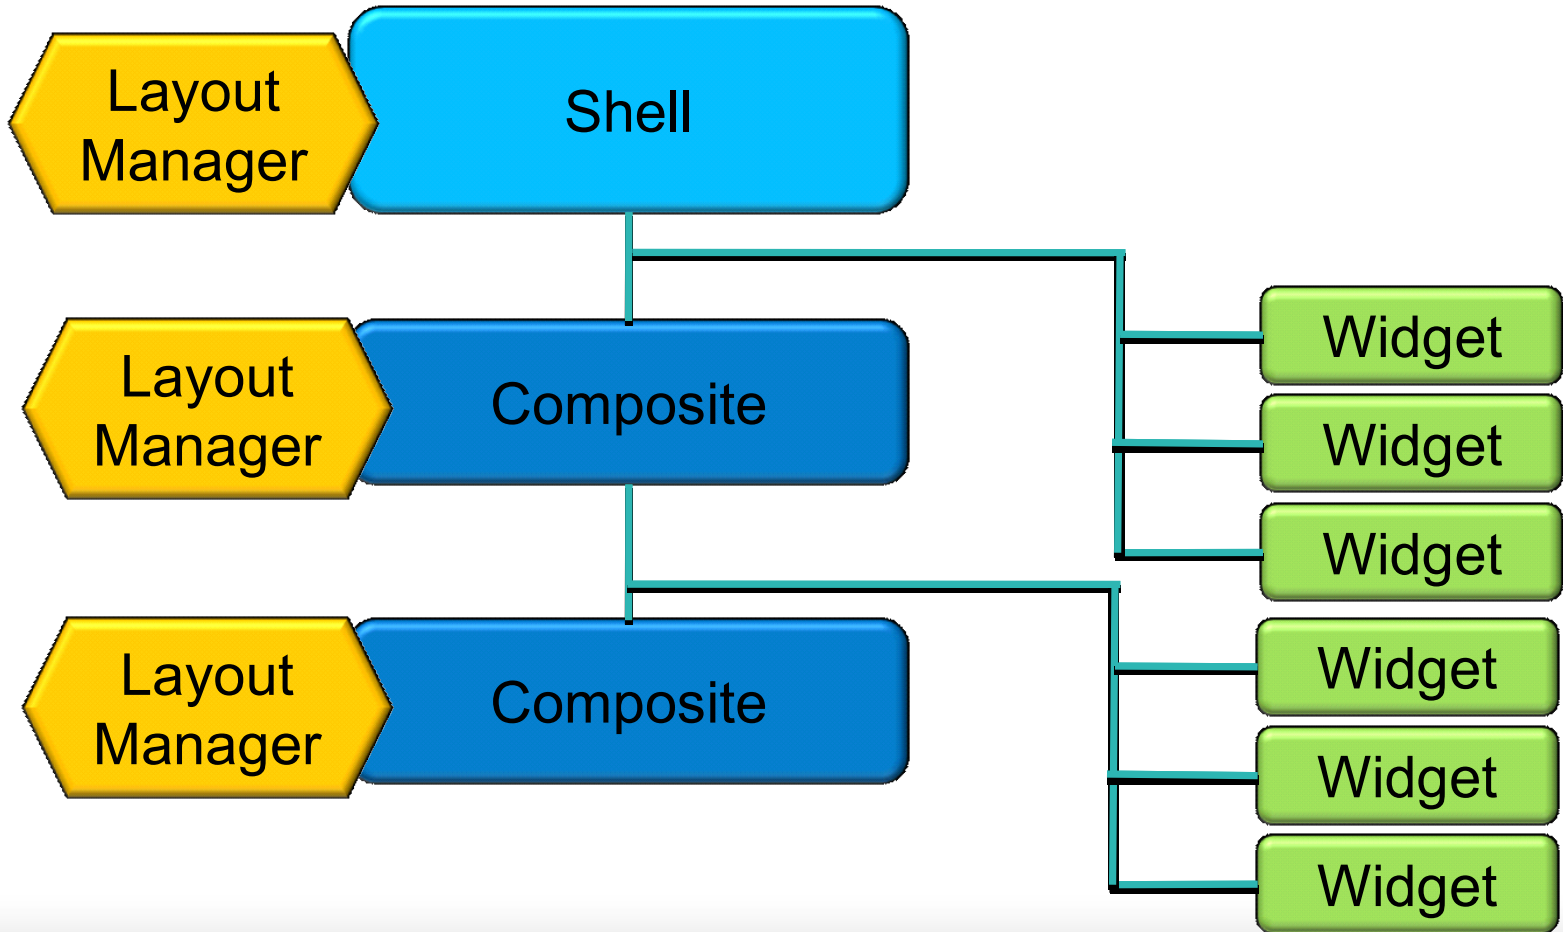 Layout
Manager
Shell
Layout
Manager
Composite
Widget
Widget
Widget
Layout
Manager
Composite
Widget
Widget
Widget